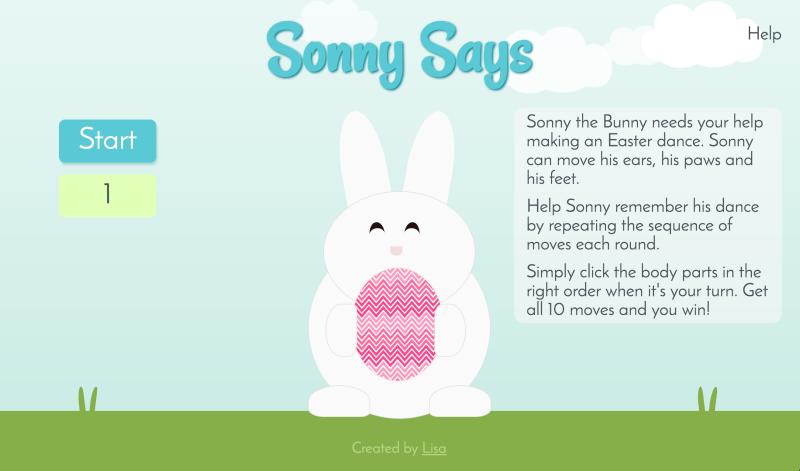 Sonny Says
Help
Start
1
Sonny the Bunny needs your help
making an Easter dance. Sonny
can move his ears, his paws and
his feet.
Help Sonny remember his dance
by repeating the sequence of
moves each round.
Simply click the body parts in the
right order when it's your turn. Get
all 10 moves and you win!
Created by Lisa